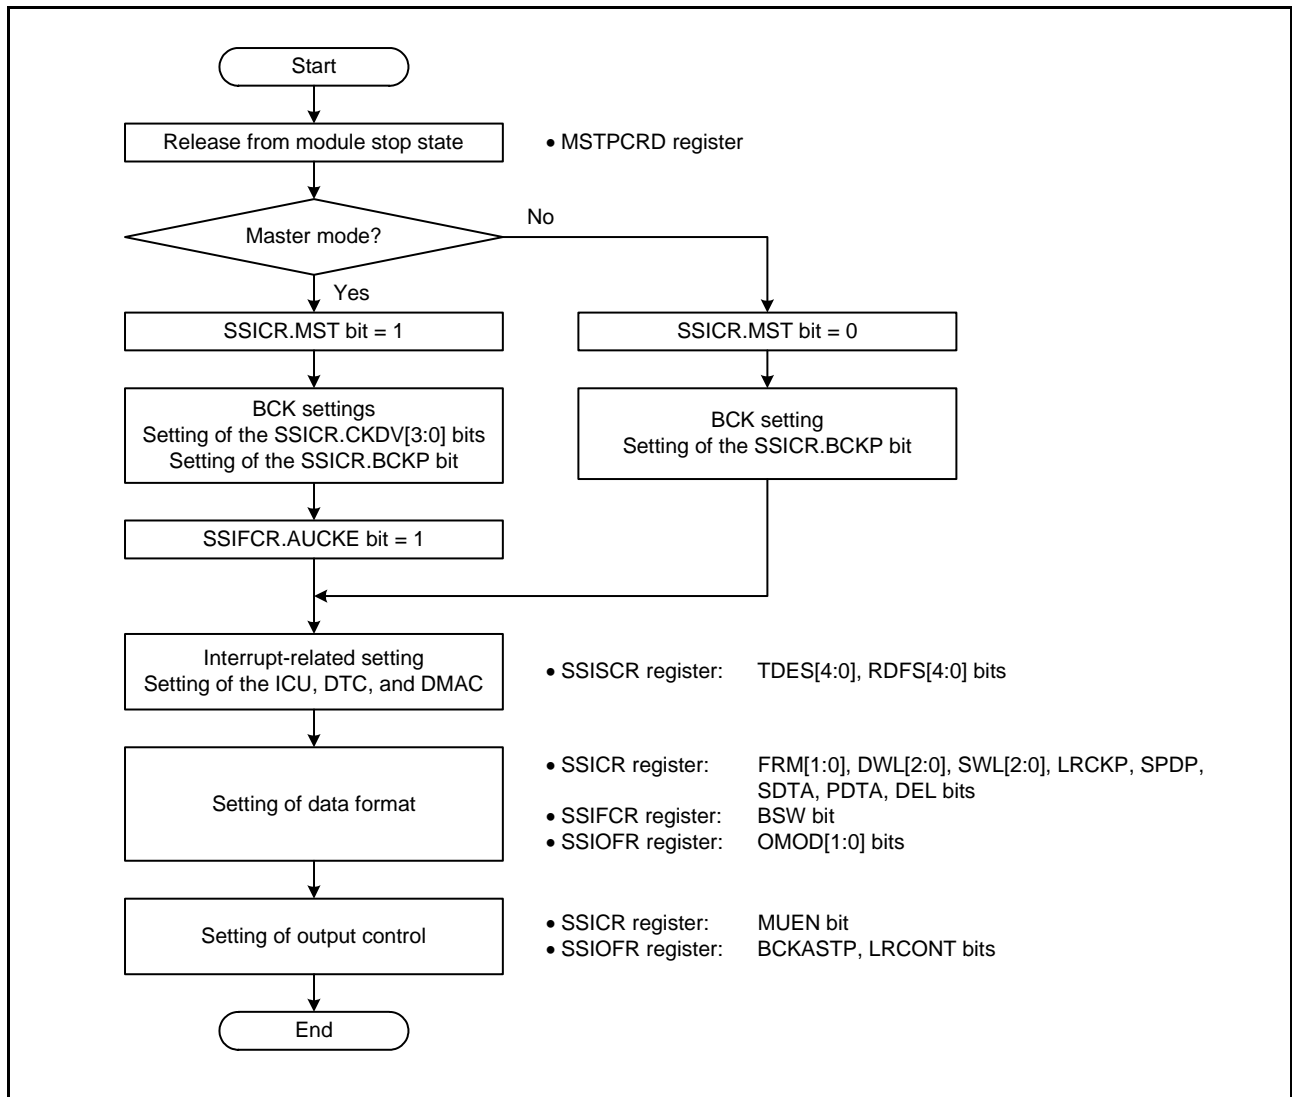 Start
Release from module stop state
• MSTPCRD register
Master mode?
No
Yes
SSICR.MST bit = 1
SSICR.MST bit = 0
BCK settings
Setting of the SSICR.CKDV[3:0] bits
Setting of the SSICR.BCKP bit
BCK setting
Setting of the SSICR.BCKP bit
SSIFCR.AUCKE bit = 1
Interrupt-related setting
Setting of the ICU, DTC, and DMAC
• SSISCR register: TDES[4:0], RDFS[4:0] bits
Setting of data format
• SSICR register: FRM[1:0], DWL[2:0], SWL[2:0], LRCKP, SPDP,
SDTA, PDTA, DEL bits
• SSIFCR register: BSW bit
• SSIOFR register: OMOD[1:0] bits
Setting of output control
• SSICR register: MUEN bit
• SSIOFR register: BCKASTP, LRCONT bits
End